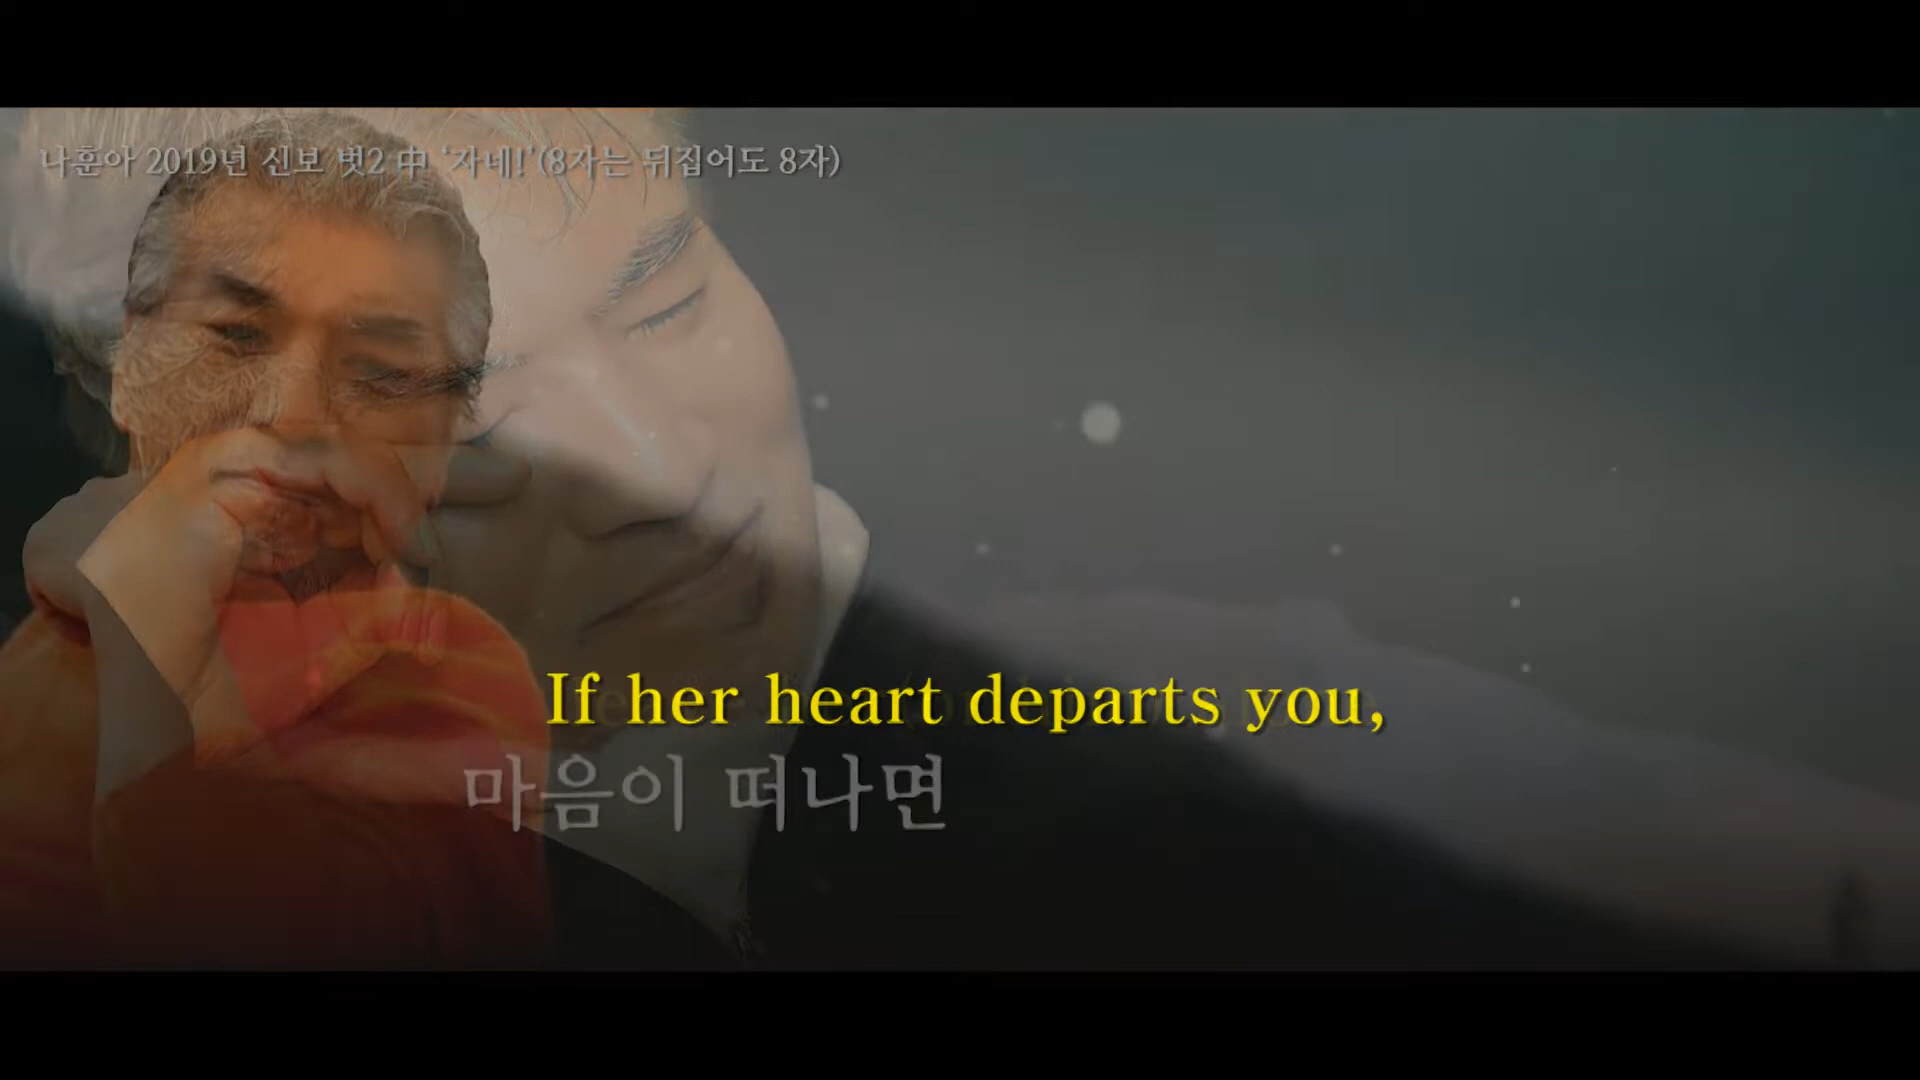 나훈아 2019년 신보 벗2 中 ‘자네!’(8자는 뒤집어도 8자)
If her heart departs you,
마음이 떠나면